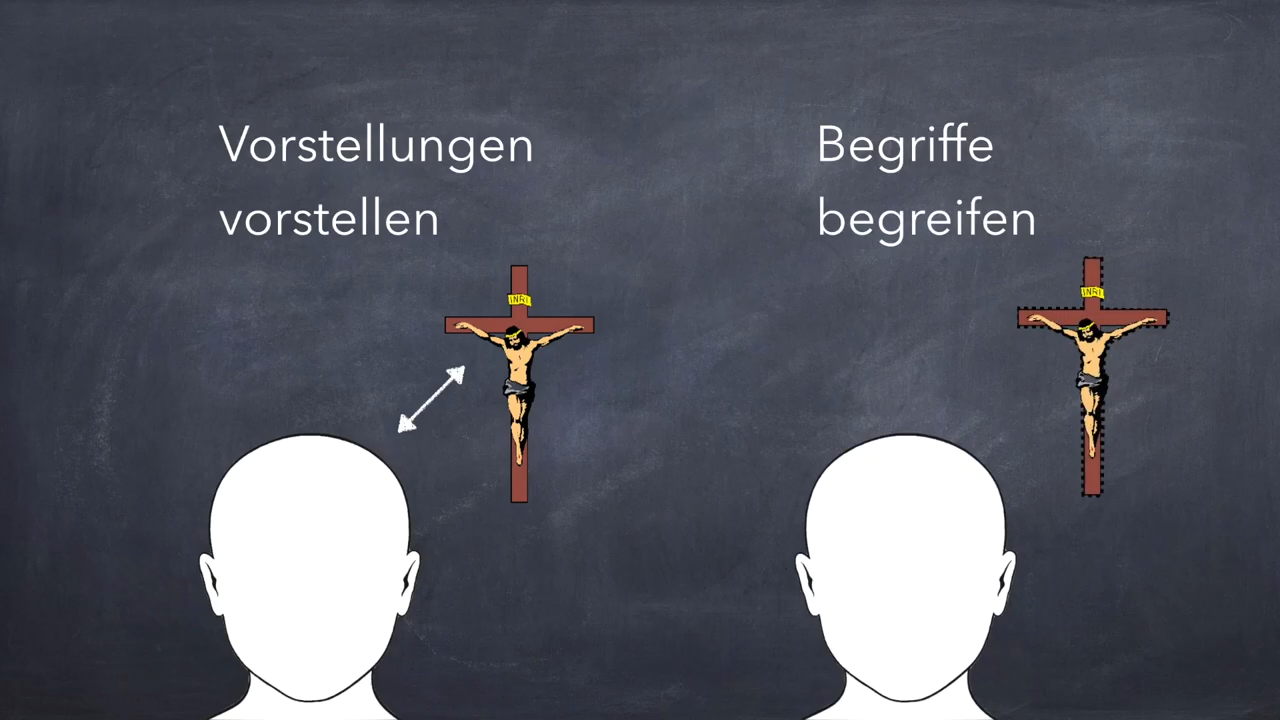 Vorstellungen
vorstellen
Begriffe
begreifen
INRI
INRI